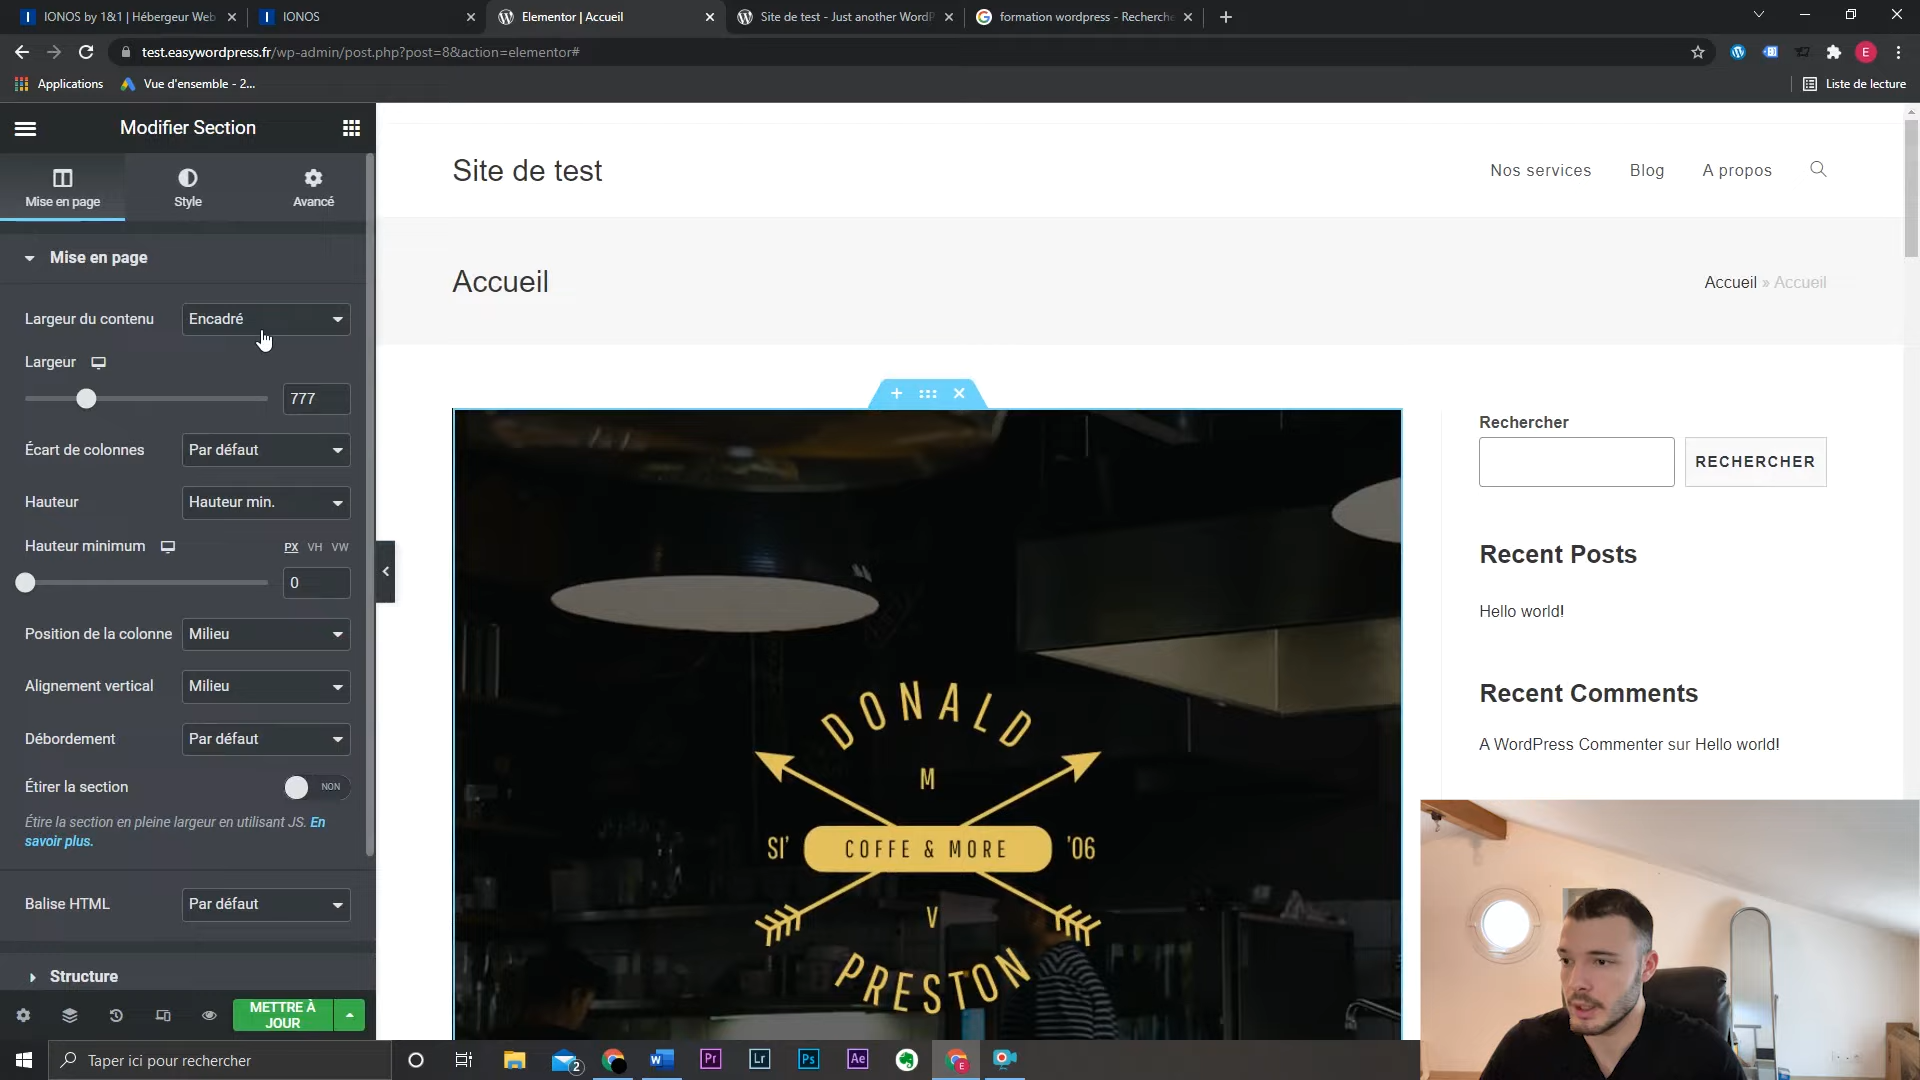 IONOS by 1&1 | Hébergeur Web
IONOS
Elementor | Accueil
Site de test - Just another WordP
formation wordpress - Recherche
test.easywordpress.fr/wp-admin/post.php?post=8&action=elementor#
Applications
Vue d'ensemble - 2...
Liste de lecture
Modifier Section
Mise en page
Style
Avancé
Mise en page
Largeur du contenu
Encadré
Largeur
777
Écart de colonnes
Par défaut
Hauteur
Hauteur min.
Hauteur minimum
PX VH VW
0
Position de la colonne
Milieu
Alignement vertical
Milieu
Débordement
Par défaut
Étirer la section
NON
Étire la section en pleine largeur en utilisant JS. En
savoir plus.
Balise HTML
Par défaut
Structure
METTRE À
JOUR
Site de test
Nos services
Blog
A propos
Accueil
Accueil » Accueil
DONALD
M
SI'
COFFE & MORE
'06
V
PRESTON
Rechercher
RECHERCHER
Recent Posts
Hello world!
Recent Comments
A WordPress Commenter sur Hello world!
Taper ici pour rechercher
2
Pr
Lr
Ps
Ae
E